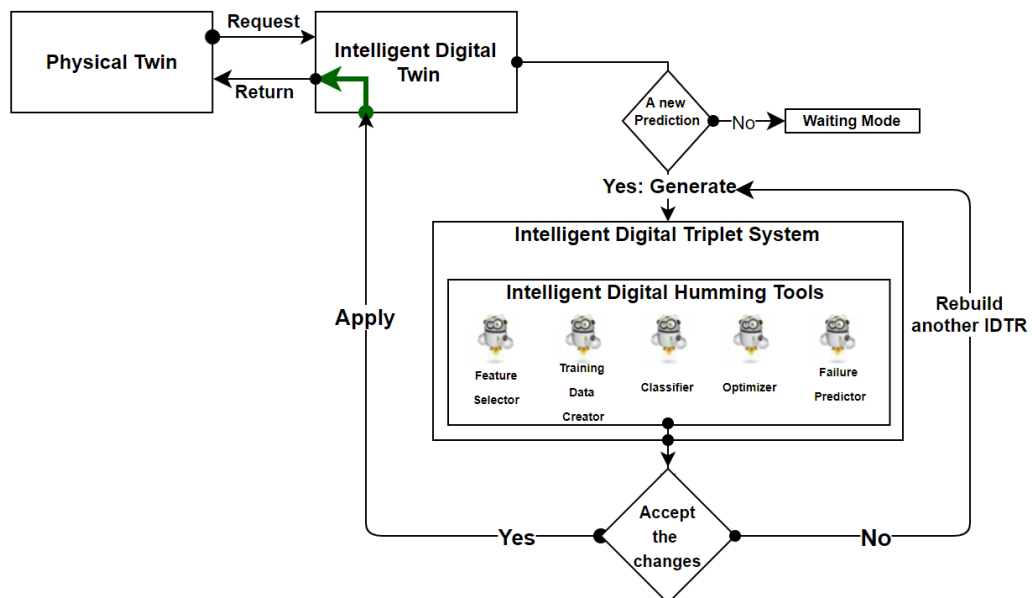 Physical Twin
Request
Return
Intelligent Digital
Twin
A new
Prediction
No
Waiting Mode
Yes: Generate
Intelligent Digital Triplet System
Intelligent Digital Humming Tools
Feature
Selector
Training
Data
Creator
Classifier
Optimizer
Failure
Predictor
Apply
Rebuild
another IDTR
Accept
the
changes
Yes
No